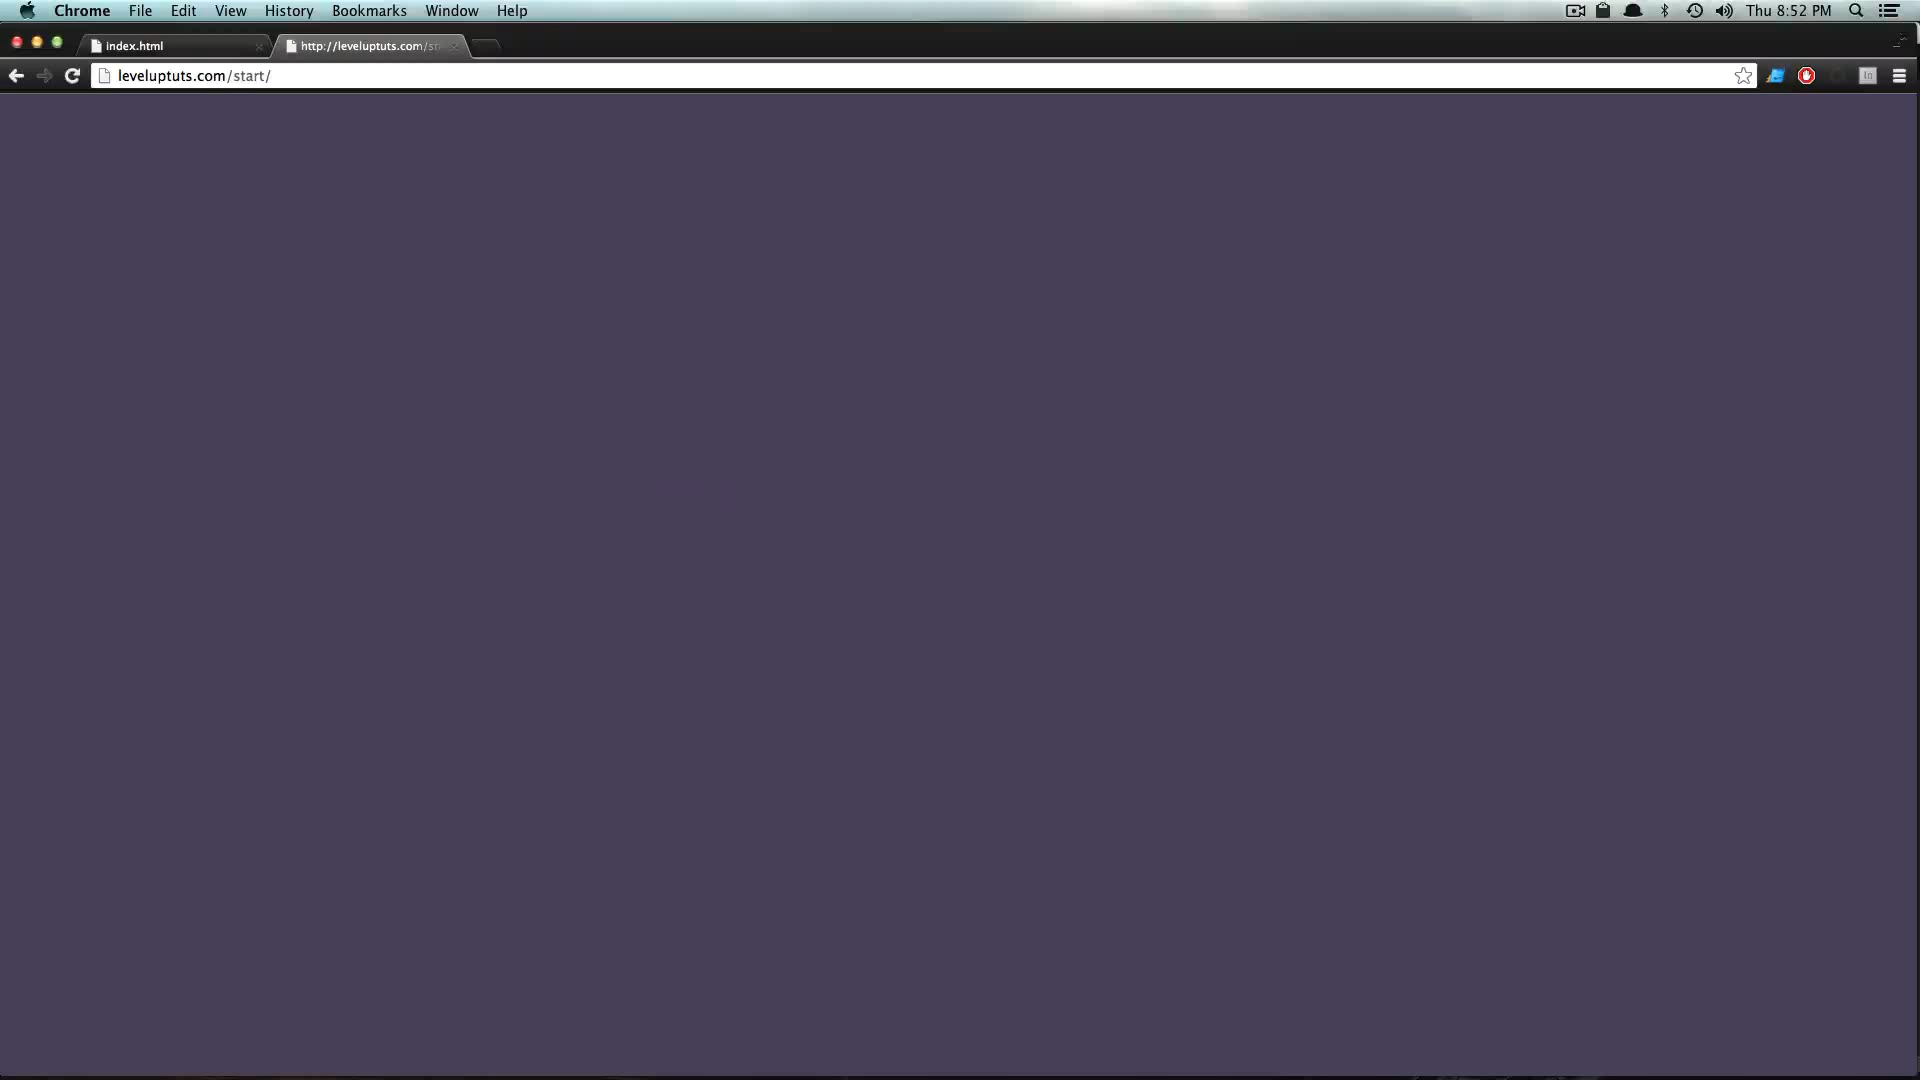 Chrome File Edit View History Bookmarks Window Help Thu 8:52 PM
index.html http://leveluptuts.com/st
leveluptuts.com/start/